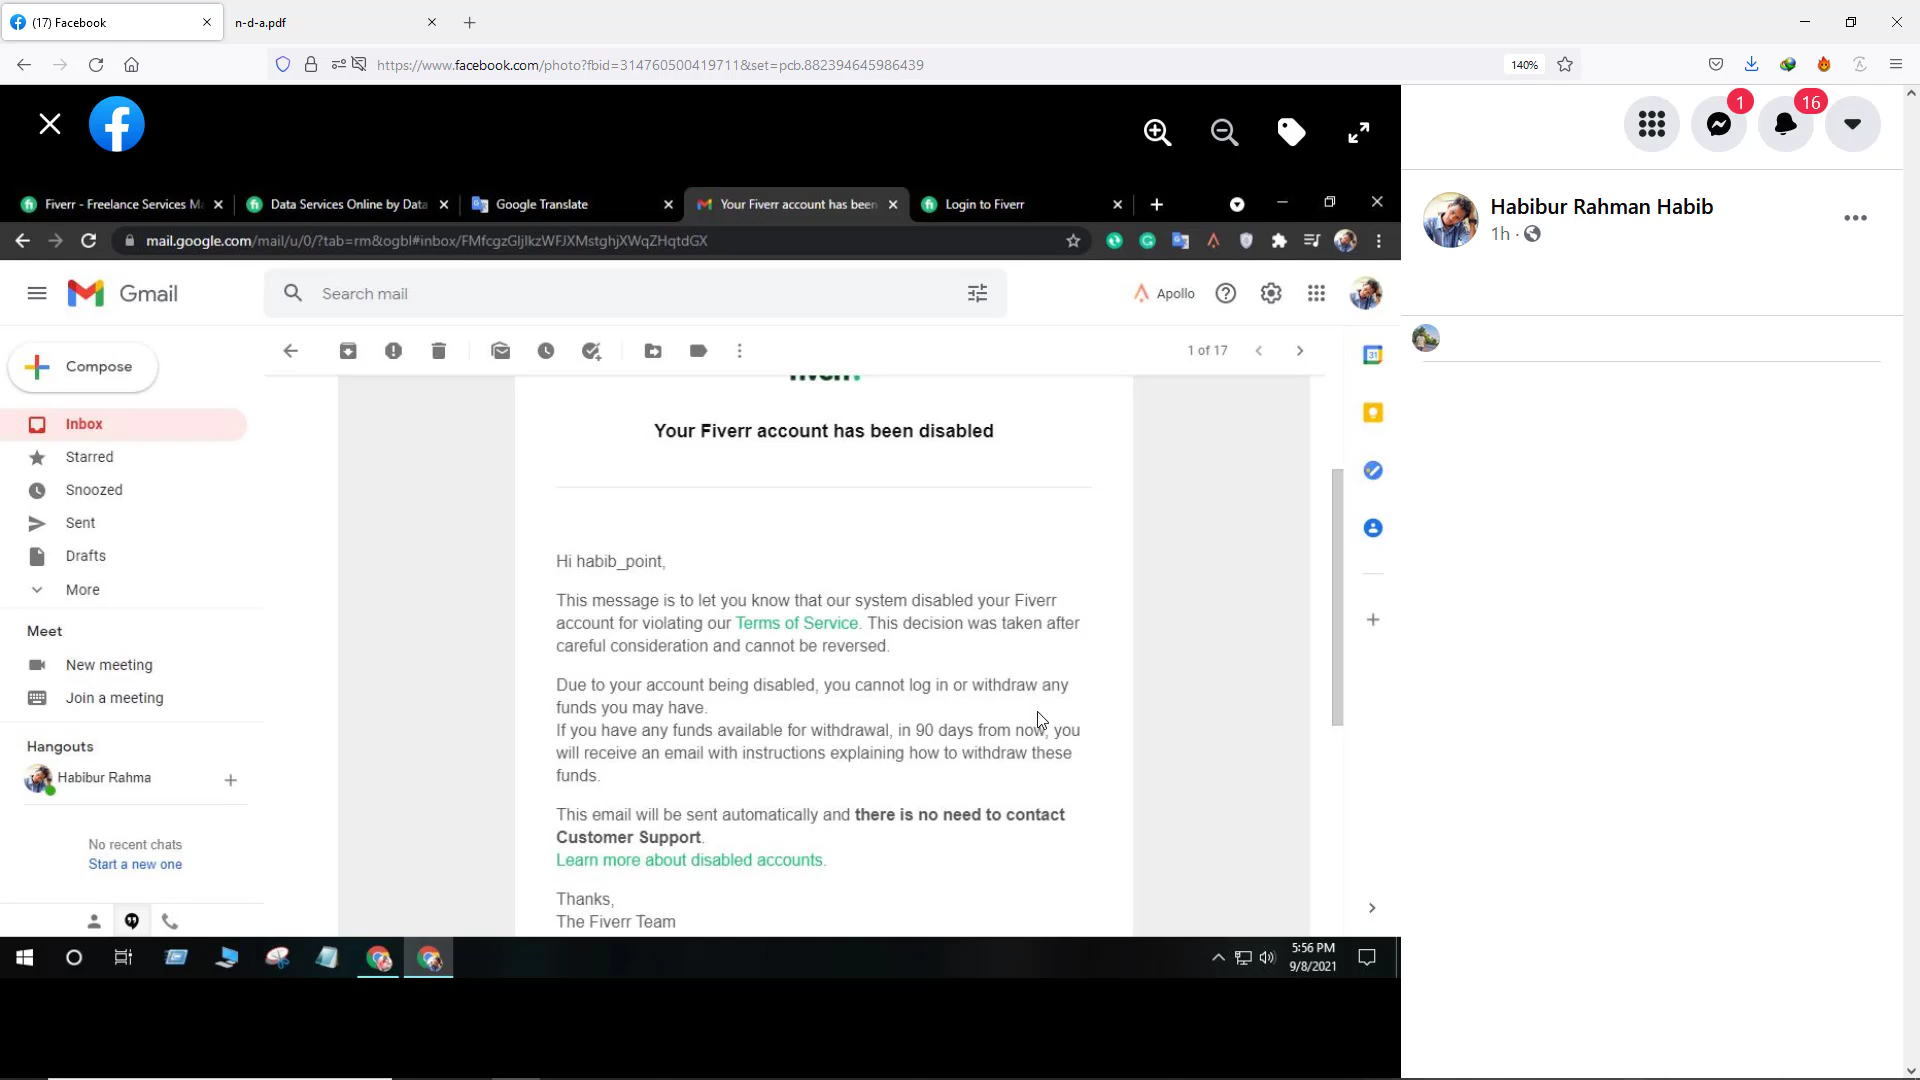 (17) Facebook
n-d-a.pdf
https://www.facebook.com/photo?fbid=314760500419711&set=pcb.882394645986439
140%
1
16
Fiverr - Freelance Services Ma
Data Services Online by Data
Google Translate
Your Fiverr account has been
Login to Fiverr
Habibur Rahman Habib
1h ·
mail.google.com/mail/u/0/?tab=rm&ogbl#inbox/FMfcgzGljlkzWFJXMstghjXWqZHqtdGX
Gmail
Search mail
Apollo
Compose
1 of 17
31
fiverr.
Your Fiverr account has been disabled
Inbox
Starred
Snoozed
Sent
Drafts
More
Hi habib_point,
This message is to let you know that our system disabled your Fiverr
account for violating our Terms of Service. This decision was taken after
careful consideration and cannot be reversed.
Due to your account being disabled, you cannot log in or withdraw any
funds you may have.
If you have any funds available for withdrawal, in 90 days from now, you
will receive an email with instructions explaining how to withdraw these
funds.
This email will be sent automatically and there is no need to contact
Customer Support.
Learn more about disabled accounts.
Thanks,
The Fiverr Team
Meet
New meeting
Join a meeting
Hangouts
Habibur Rahma
No recent chats
Start a new one
5:56 PM
9/8/2021